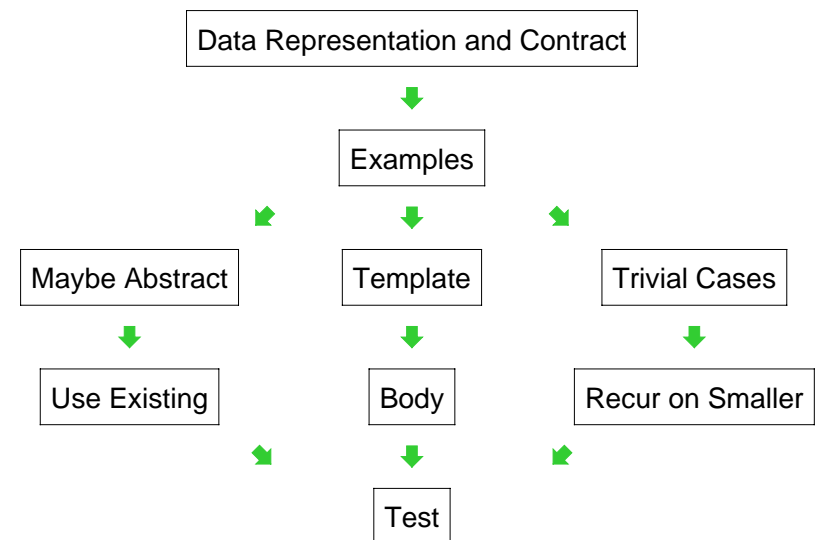 Data Representation and Contract
Examples
Maybe Abstract
Template
Trivial Cases
Use Existing
Body
Recur on Smaller
Test